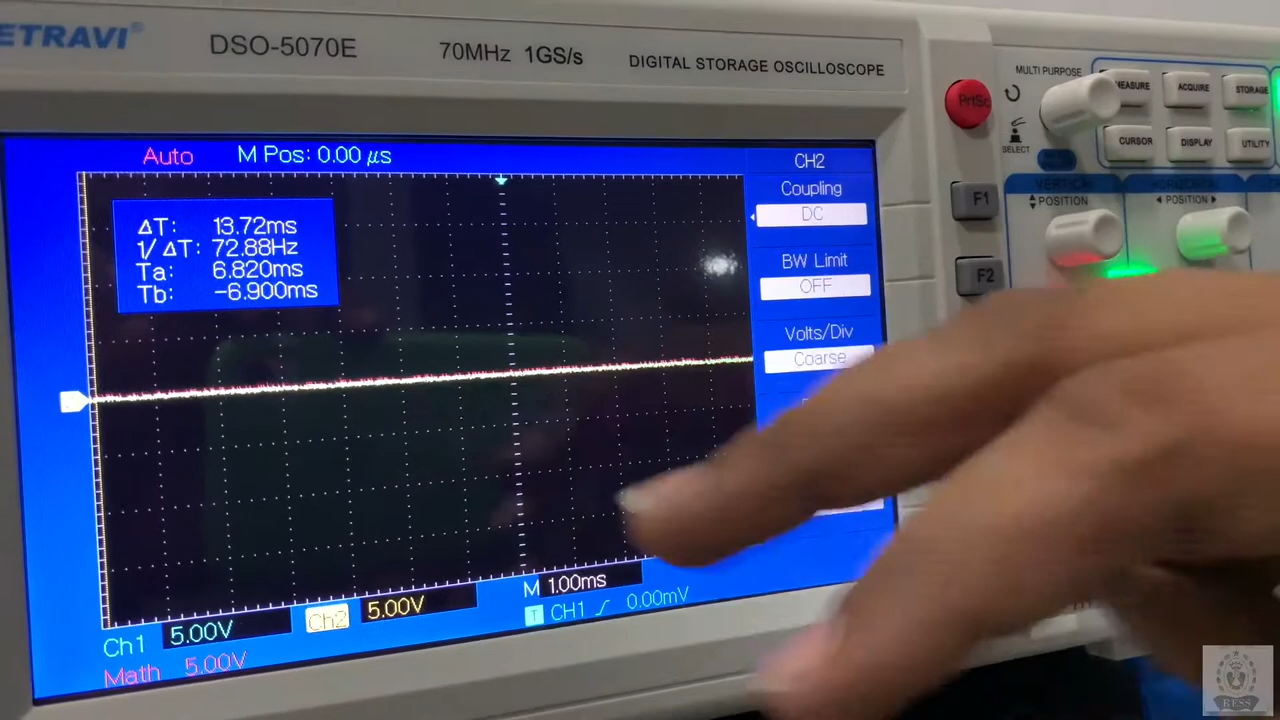 ETRAVI®
DSO-5070E
70MHz 1GS/s
DIGITAL STORAGE OSCILLOSCOPE
Auto
M Pos: 0.00 µs
ΔT: 13.72ms
1/ΔT: 72.88Hz
Ta: 6.820ms
Tb: -6.900ms
CH2
Coupling
DC
BW Limit
OFF
Volts/Div
Coarse
Ch1 5.00V
Ch2 5.00V
M 1.00ms
T CH1 0.00mV
Math 5.00V
PrtSc
F1
F2
MULTI PURPOSE
SELECT
MEASURE
ACQUIRE
STORAGE
CURSOR
DISPLAY
UTILITY
VERTICAL
POSITION
HORIZONTAL
POSITION
RESS